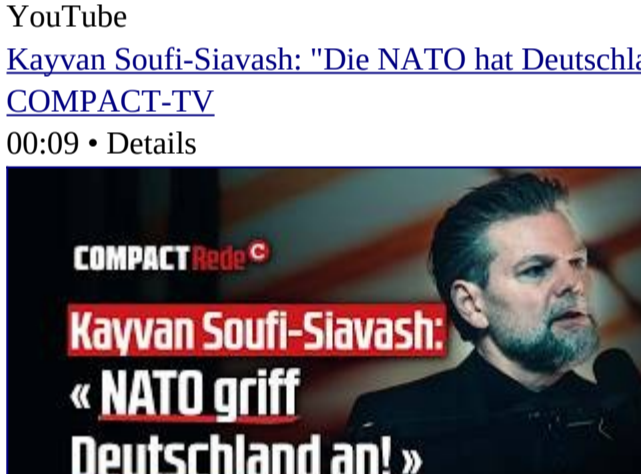 YouTube
Kayvan Soufi-Siavash: "Die NATO hat Deutschla
COMPACT-TV
00:09 • Details
COMPACT Rede C
Kayvan Soufi-Siavash:
« NATO griff
Deutschland an! »